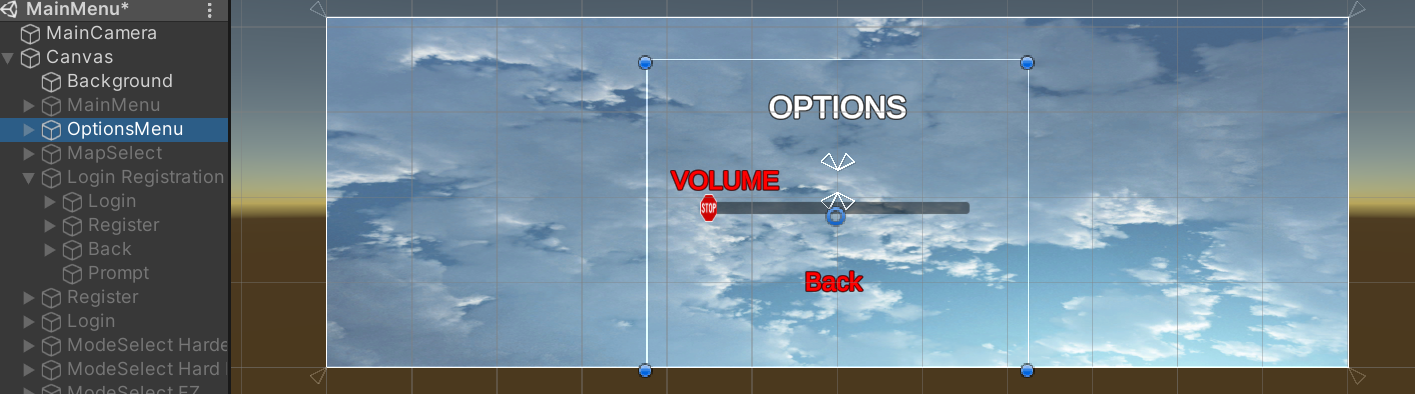 MainMenu*
MainCamera
Canvas
Background
MainMenu
OptionsMenu
MapSelect
Login Registration
Login
Register
Back
Prompt
Register
Login
ModeSelect Harde
ModeSelect Hard
ModeSelect EZ
OPTIONS
VOLUME
STOP
Back